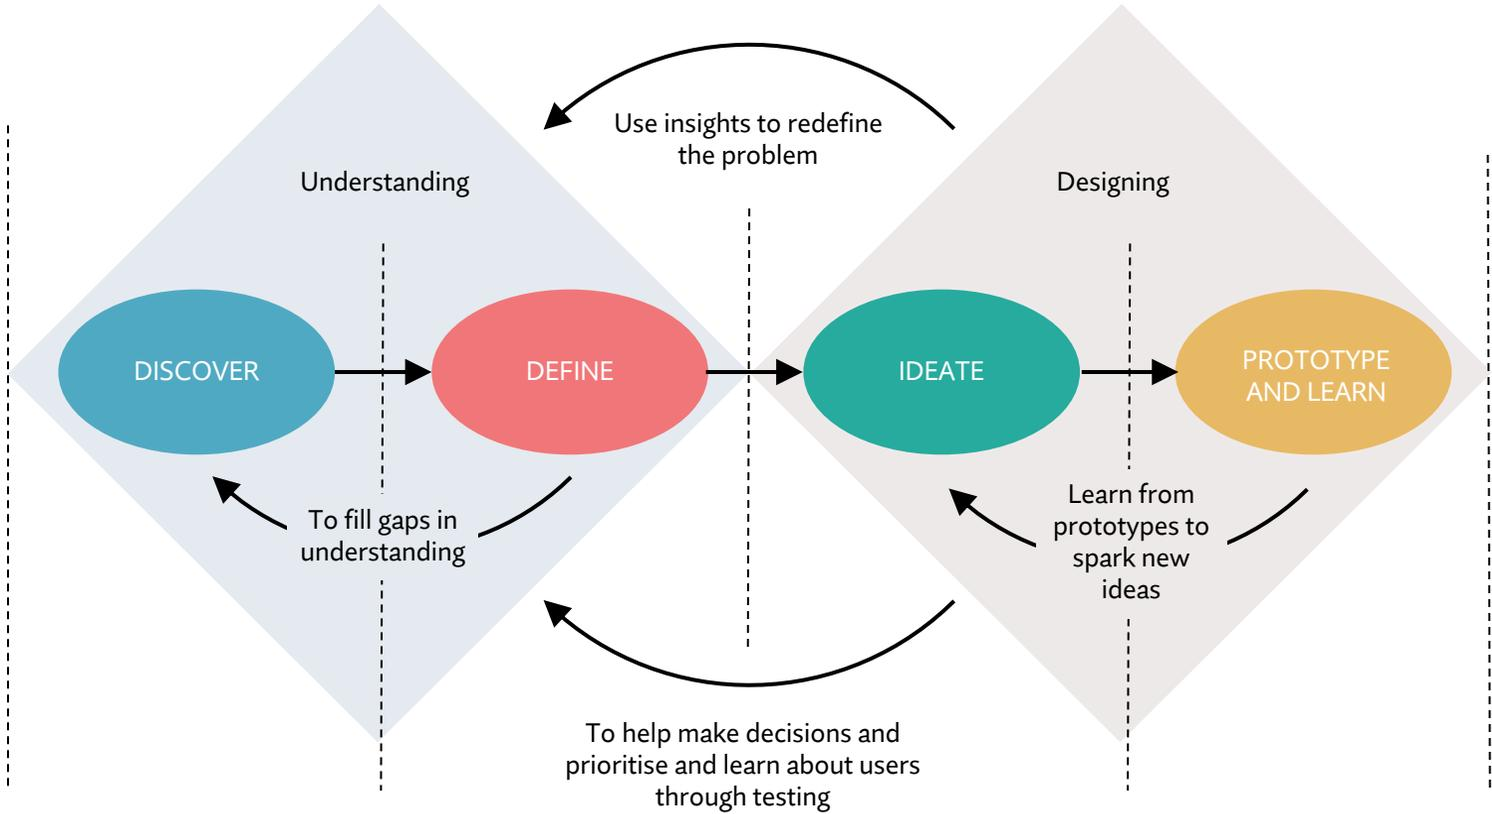 Use insights to redefine
the problem
Understanding
Designing
DISCOVER
DEFINE
IDEATE
PROTOTYPE
AND LEARN
To fill gaps in
understanding
Learn from
prototypes to
spark new
ideas
To help make decisions and
prioritise and learn about users
through testing